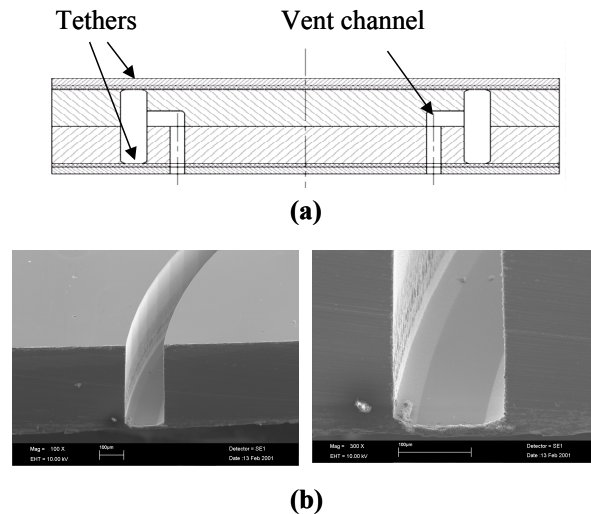 Tethers
Vent channel
(a)
Mag = 100 X
100µm
Detector = SE1
EHT = 10.00 kV
Date :13 Feb 2001
Mag = 300 X
100µm
Detector = SE1
EHT = 10.00 kV
Date :13 Feb 2001
(b)